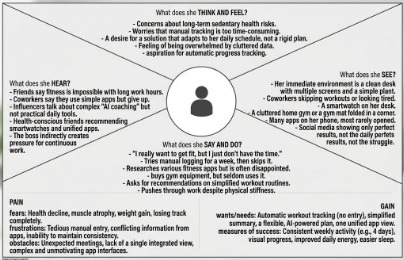 What does she THINK AND FEEL?
- Concerns about long-term sedentary health risks.
- Worries that manual tracking is too time-consuming.
- A desire for a solution that adapts to her daily schedule, not a rigid plan.
- Feeling of being overwhelmed by cluttered data.
- aspiration for automatic progress tracking.
What does she HEAR?
- Friends say fitness is impossible with long work hours.
- Coworkers say they use simple apps but give up.
- Influencers talk about complex "AI coaching" but
not practical daily tools.
- Health-conscious friends recommending
smartwatches and unified apps.
- The boss indirectly creates
pressure for continuous
work.
What does she SEE?
- Her immediate environment is a clean desk
with multiple screens and a simple plant.
- Coworkers skipping workouts or looking tired.
- A smartwatch on her desk.
- A cluttered home gym or a gym mat folded in a corner.
- Many apps on her phone, most rarely opened.
- Social media showing only perfect
results, not the daily perfects
results, not the struggle.
What does she SAY AND DO?
- "I really want to get fit, but I just don't have the time."
- Tries manual logging for a week, then skips it.
- Researches various fitness apps but is often disappointed.
- buys gym equipment, but seldom uses it.
- Asks for recommendations on simplified workout routines.
- Pushes through work despite physical stiffness.
PAIN
fears: Health decline, muscle atrophy, weight gain, losing track
completely.
frustrations: Tedious manual entry, conflicting information from
apps, inability to maintain consistency.
obstacles: Unexpected meetings, lack of a single integrated view,
complex and unmotivating app interfaces.
GAIN
wants/needs: Automatic workout tracking (no entry), simplified
summary, a flexible, AI-powered plan, one unified app view.
measures of success: Consistent weekly activity (e.g., 4 days),
visual progress, improved daily energy, easier sleep.